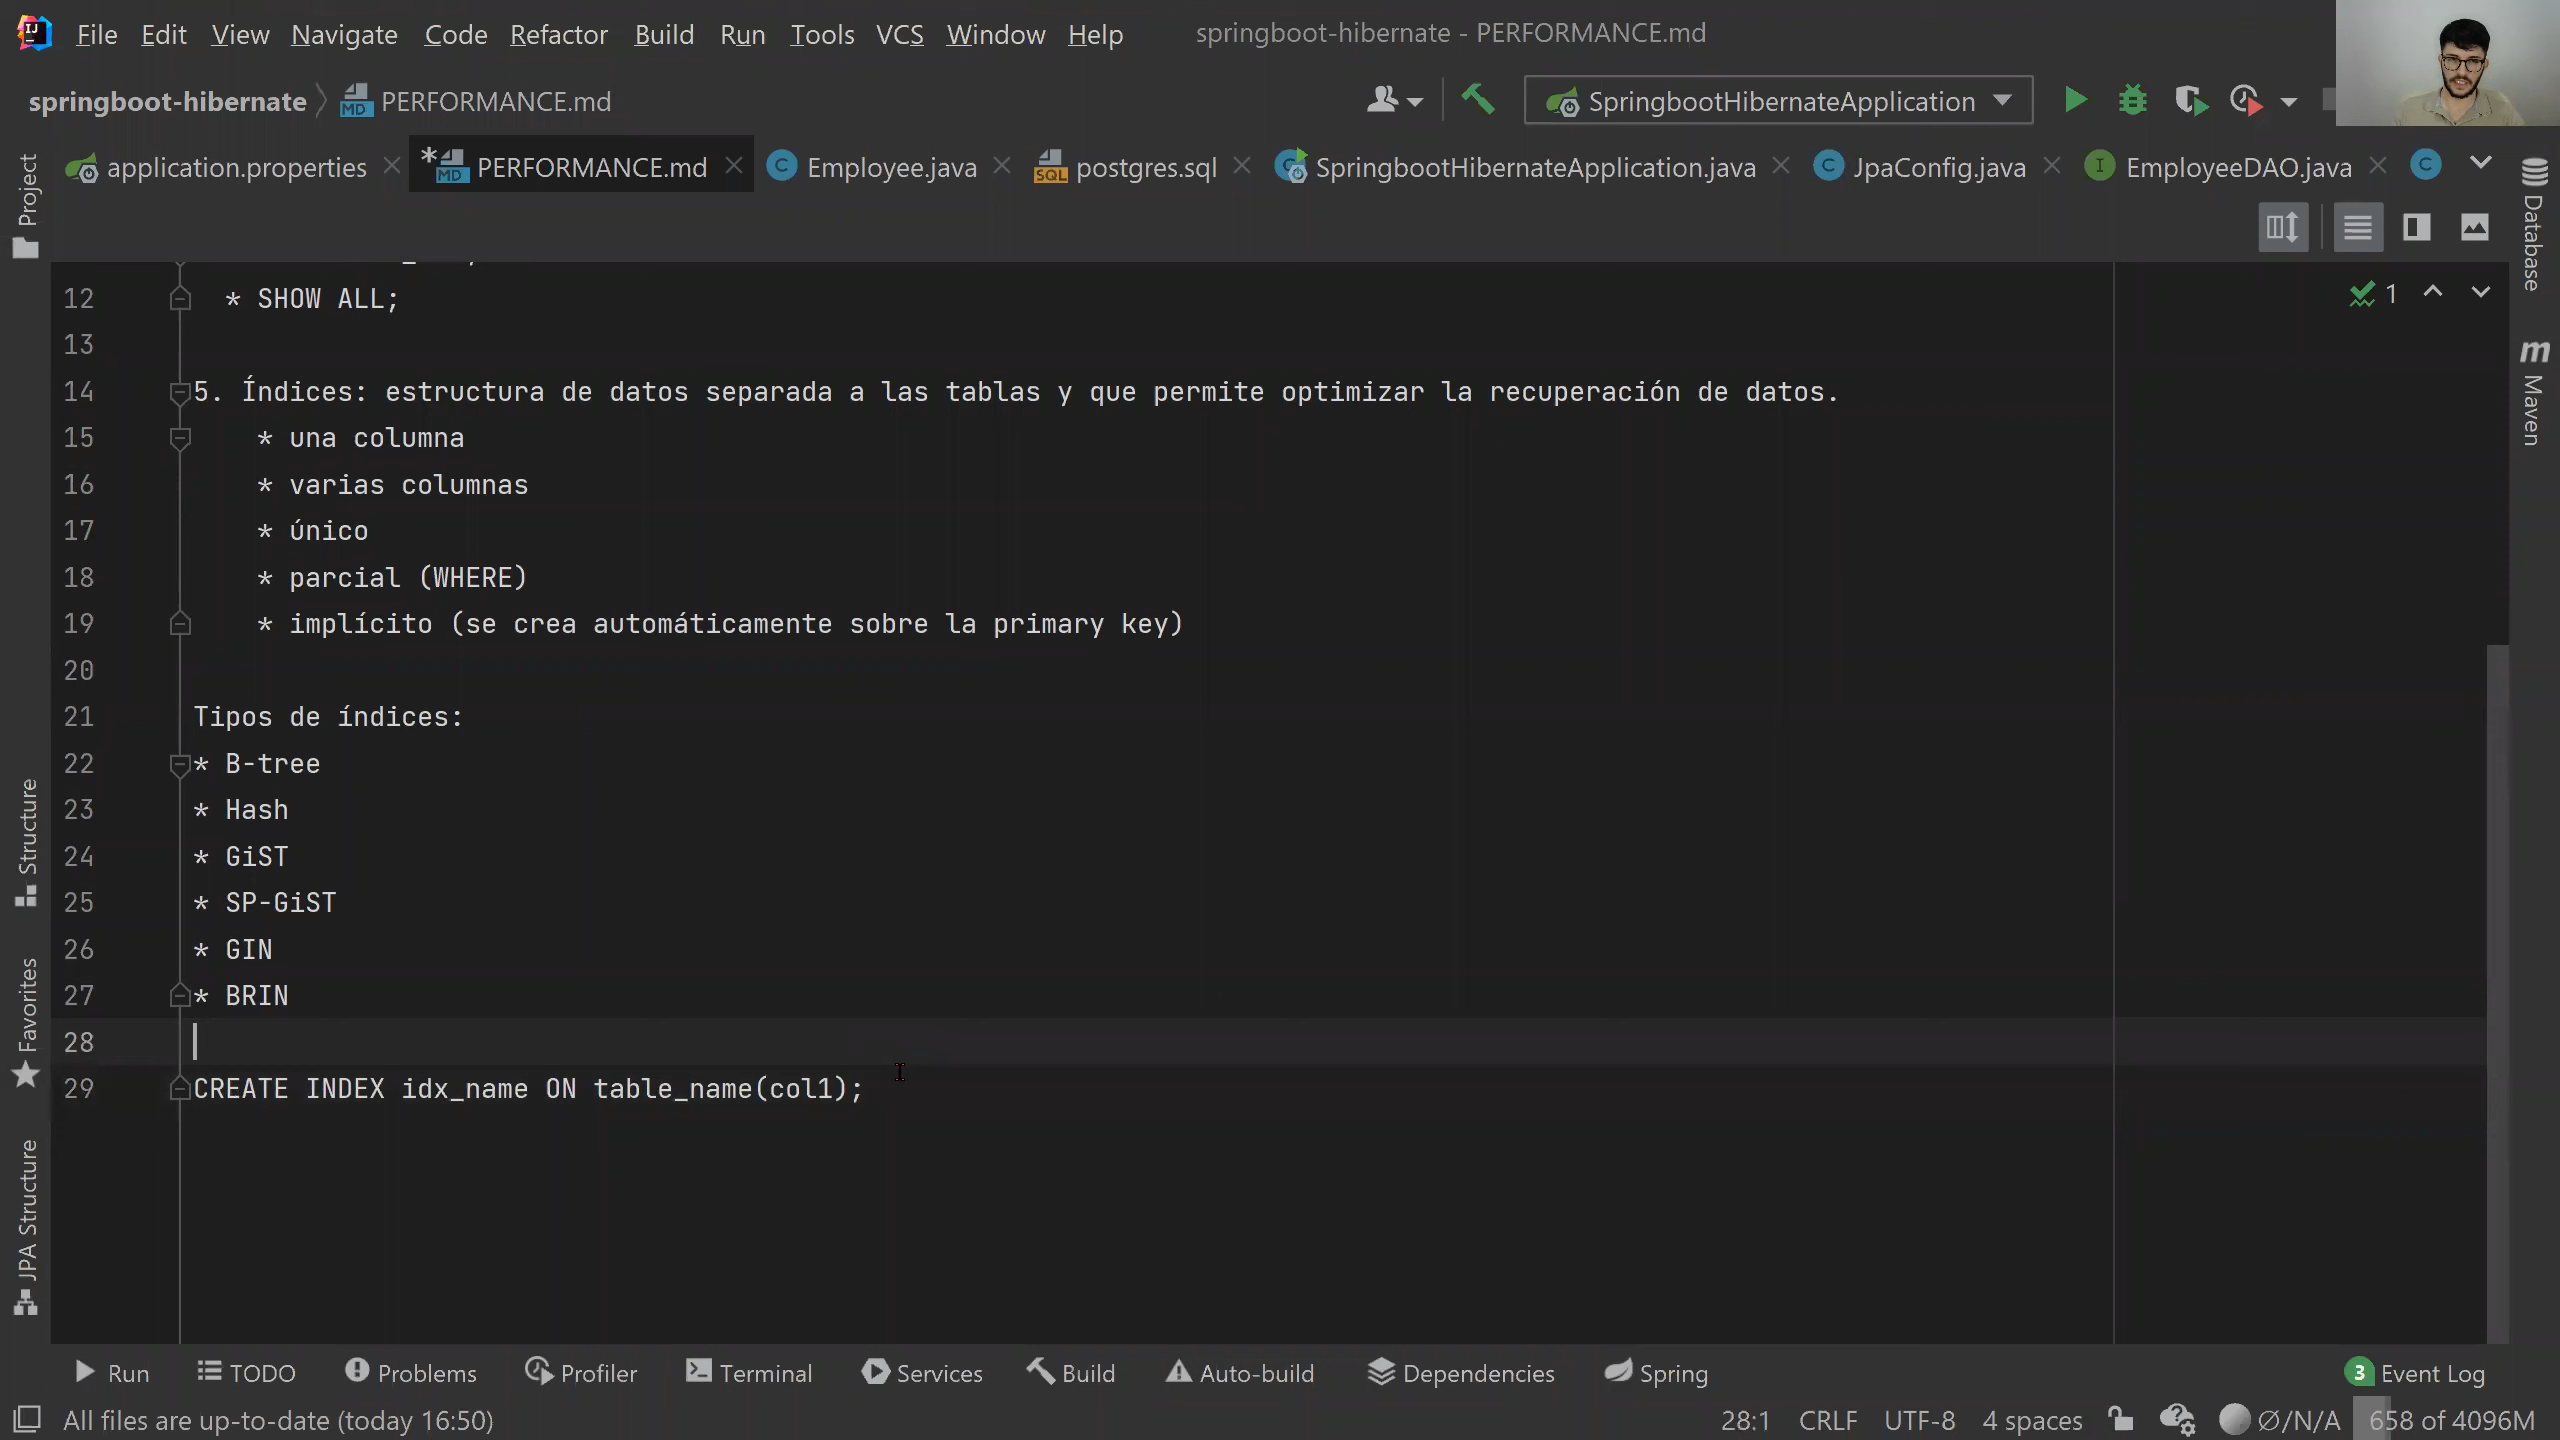 File Edit View Navigate Code Refactor Build Run Tools VCS Window Help springboot-hibernate - PERFORMANCE.md
springboot-hibernate PERFORMANCE.md SpringbootHibernateApplication
application.properties * PERFORMANCE.md Employee.java postgres.sql SpringbootHibernateApplication.java JpaConfig.java EmployeeDAO.java
Project
Structure
Favorites
JPA Structure
Database
Maven
1
12 * SHOW ALL;
13
14 5. Índices: estructura de datos separada a las tablas y que permite optimizar la recuperación de datos.
15 * una columna
16 * varias columnas
17 * único
18 * parcial (WHERE)
19 * implícito (se crea automáticamente sobre la primary key)
20
21 Tipos de índices:
22 * B-tree
23 * Hash
24 * GiST
25 * SP-GiST
26 * GIN
27 * BRIN
28
29 CREATE INDEX idx_name ON table_name(col1);
Run TODO Problems Profiler Terminal Services Build Auto-build Dependencies Spring 3 Event Log
All files are up-to-date (today 16:50) 28:1 CRLF UTF-8 4 spaces Ø/N/A 658 of 4096M